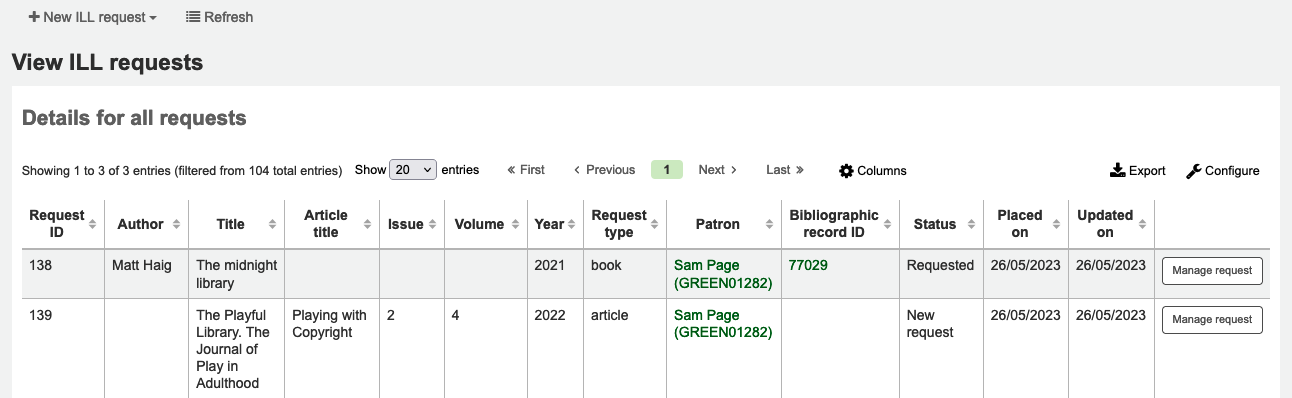 New ILL request Refresh
View ILL requests
Details for all requests
Showing 1 to 3 of 3 entries (filtered from 104 total entries) Show 20 entries First Previous 1 Next Last Columns Export Configure
Request ID Author Title Article title Issue Volume Year Request type Patron Bibliographic record ID Status Placed on Updated on
138 Matt Haig The midnight library 2021 book Sam Page (GREEN01282) 77029 Requested 26/05/2023 26/05/2023 Manage request
139 The Playful Library. The Journal of Play in Adulthood Playing with Copyright 2 4 2022 article Sam Page (GREEN01282) New request 26/05/2023 26/05/2023 Manage request